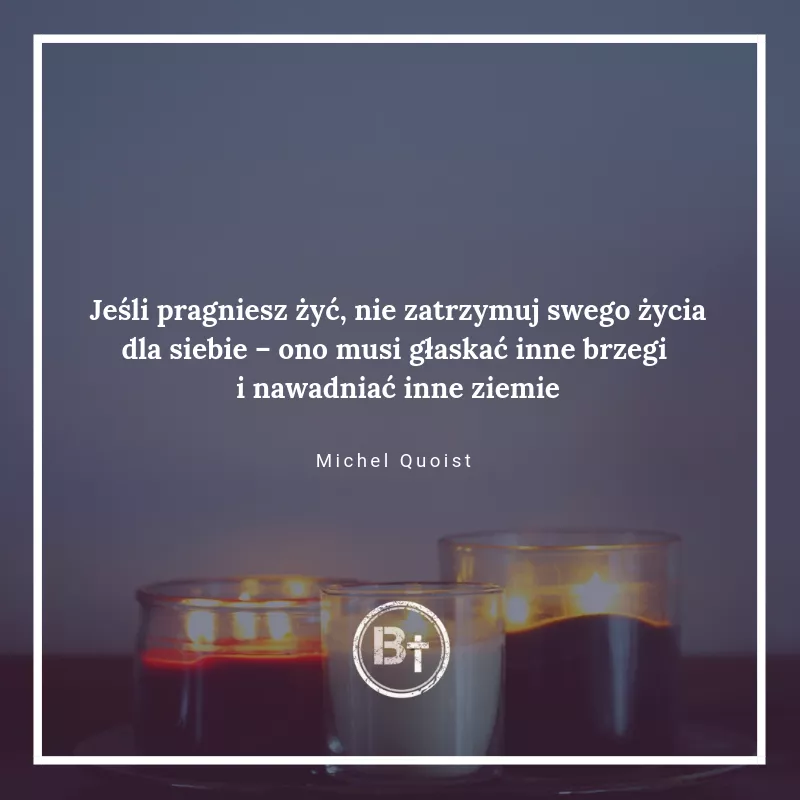 Jeśli pragniesz żyć, nie zatrzymuj swego życia
dla siebie – ono musi głaskać inne brzegi
i nawadniać inne ziemie
Michel Quoist
B†